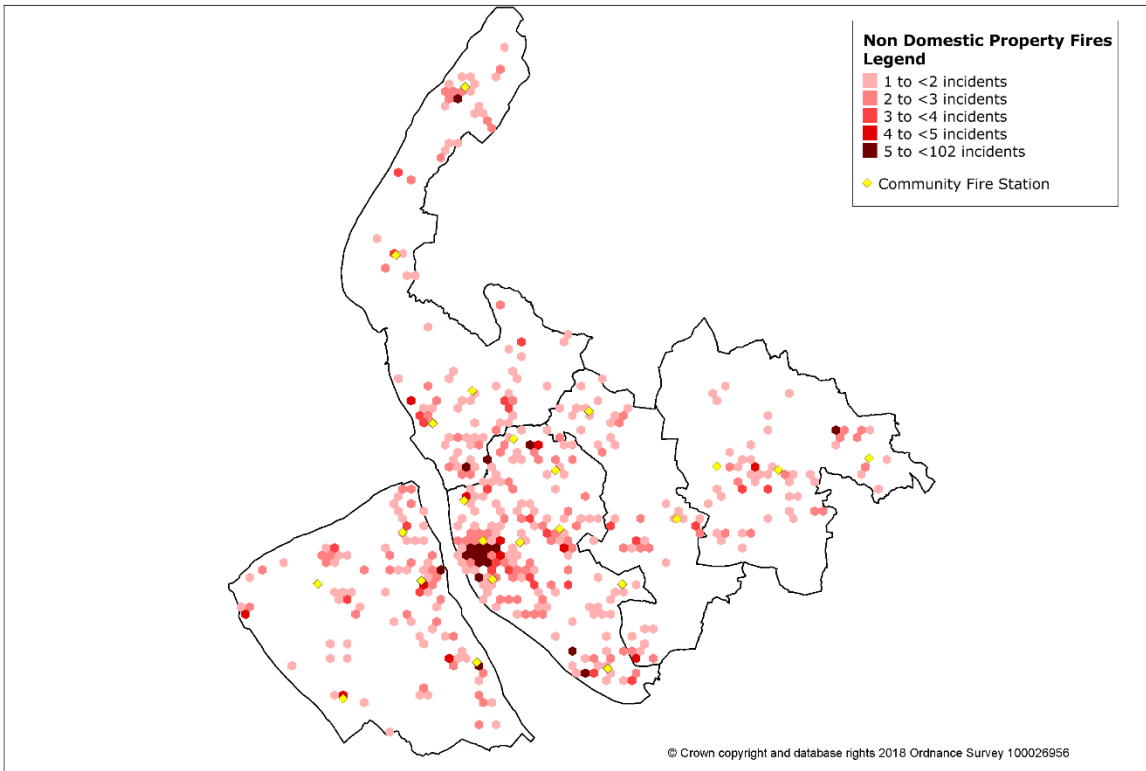 Non Domestic Property Fires
Legend
1 to <2 incidents
2 to <3 incidents
3 to <4 incidents
4 to <5 incidents
5 to <102 incidents
Community Fire Station
© Crown copyright and database rights 2018 Ordnance Survey 100026956